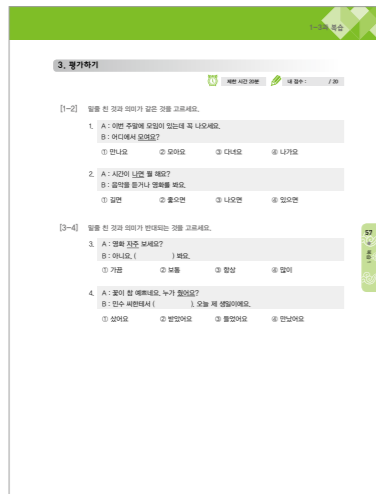 1-3과 복습
3. 평가하기
제한 시간 20분 내 점수 : / 20
[1-2] 밑줄 친 것과 의미가 같은 것을 고르세요.
1. A : 이번 주말에 모임이 있는데 꼭 나오세요.
B : 어디에서 모여요?
① 만나요 ② 모아요 ③ 다녀요 ④ 나가요
2. A : 시간이 나면 뭘 해요?
B : 음악을 듣거나 영화를 봐요.
① 길면 ② 좋으면 ③ 나오면 ④ 있으면
[3-4] 밑줄 친 것과 의미가 반대되는 것을 고르세요.
3. A : 영화 자주 보세요?
B : 아니요, ( ) 봐요.
① 가끔 ② 보통 ③ 항상 ④ 많이
4. A : 꽃이 참 예쁘네요. 누가 줬어요?
B : 민수 씨한테서 ( ). 오늘 제 생일이에요.
① 샀어요 ② 받았어요 ③ 들었어요 ④ 만났어요
57
복습 1